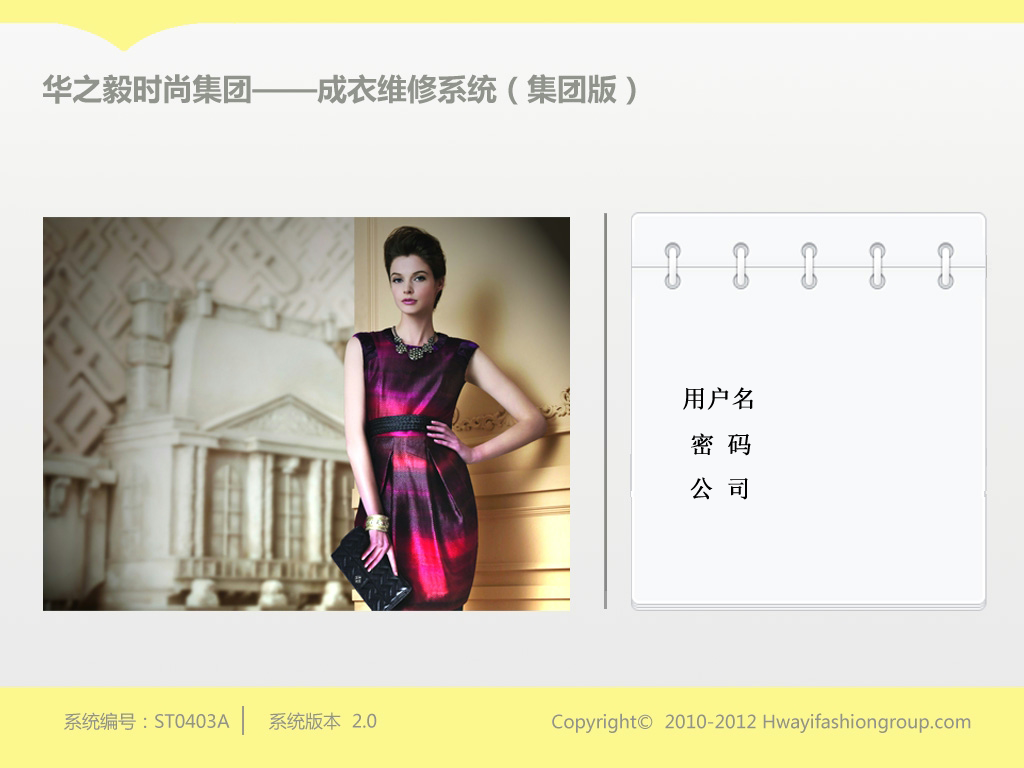 华之毅时尚集团——成衣维修系统（集团版）
用户名
密 码
公 司
系统编号：ST0403A | 系统版本 2.0
Copyright© 2010-2012 Hwayifashiongroup.com